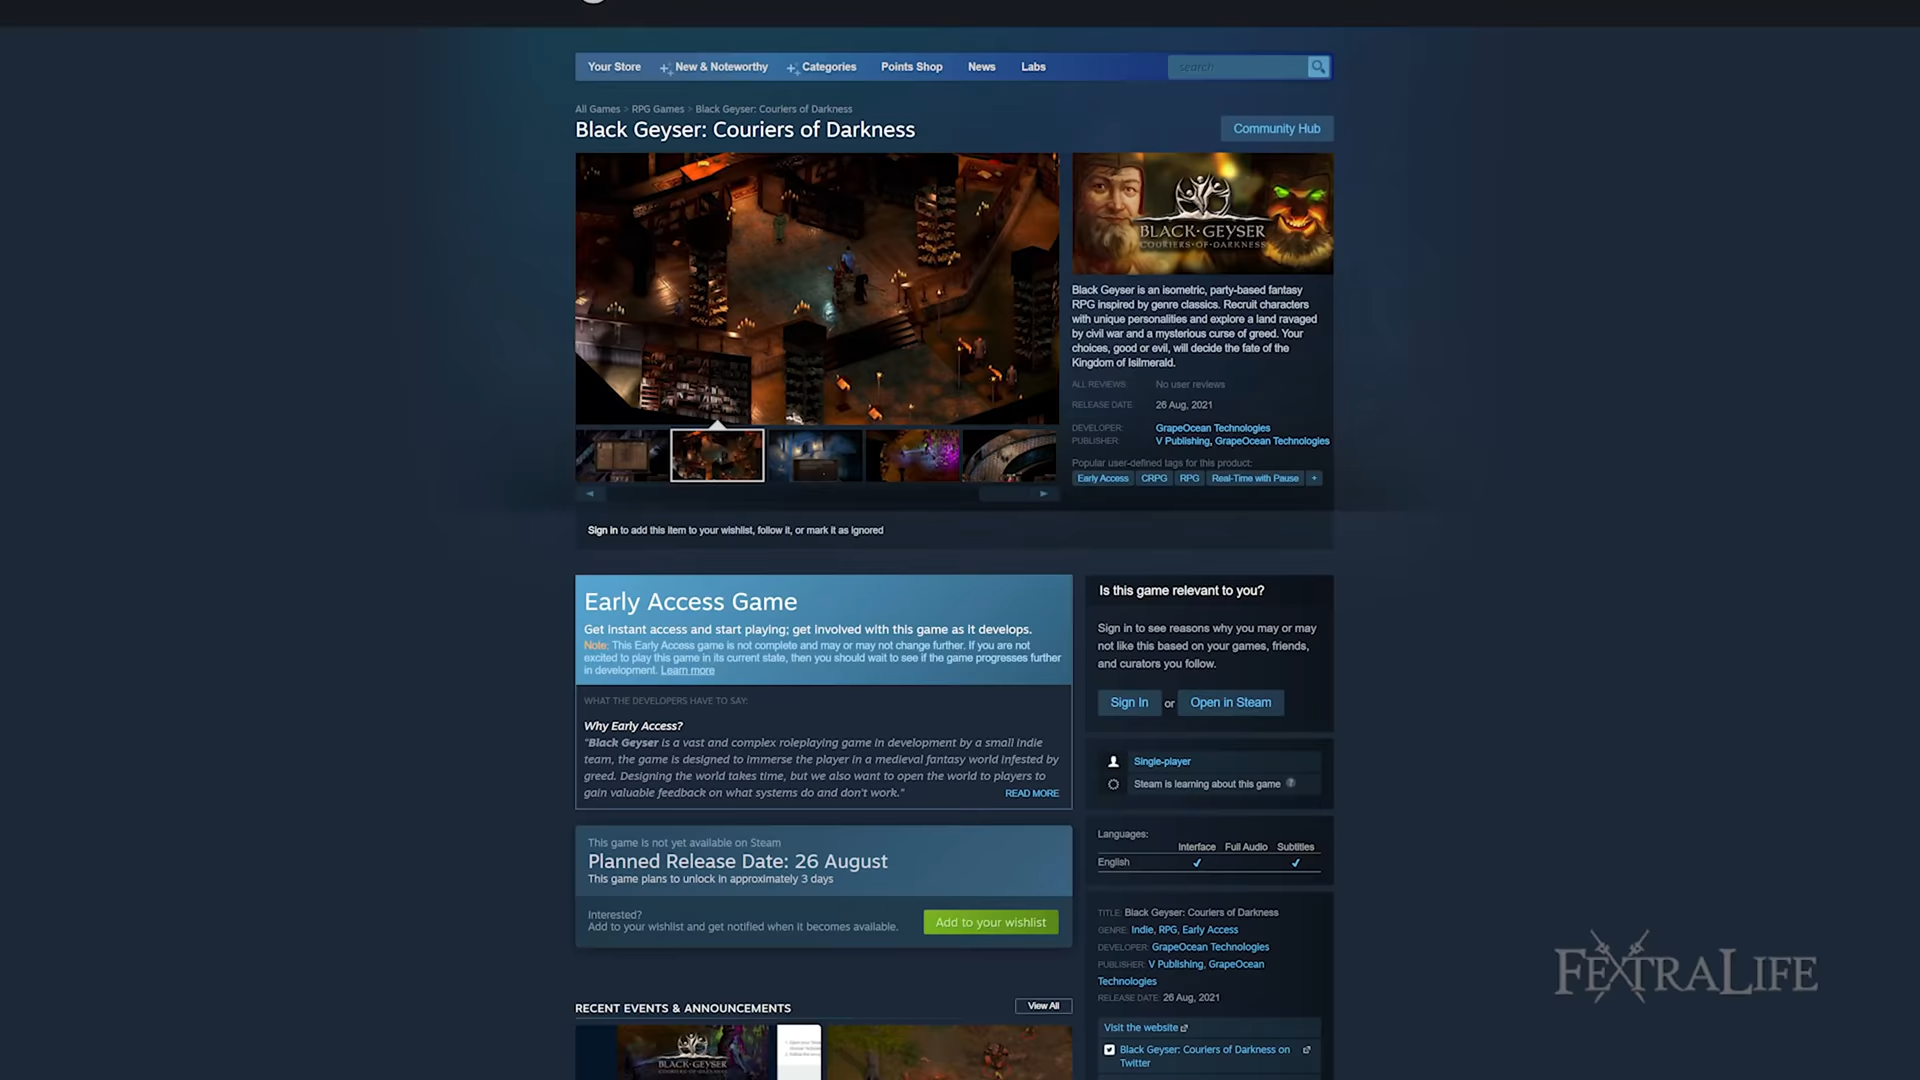 Your Store New & Noteworthy Categories Points Shop News Labs search
All Games > RPG Games > Black Geyser: Couriers of Darkness
Black Geyser: Couriers of Darkness
Community Hub
BLACK·GEYSER
COURIERS·OF·DARKNESS
Black Geyser is an isometric, party-based fantasy
RPG inspired by genre classics. Recruit characters
with unique personalities and explore a land ravaged
by civil war and a mysterious curse of greed. Your
choices, good or evil, will decide the fate of the
Kingdom of Isilmerald.
ALL REVIEWS: No user reviews
RELEASE DATE: 26 Aug, 2021
DEVELOPER: GrapeOcean Technologies
PUBLISHER: V Publishing, GrapeOcean Technologies
Popular user-defined tags for this product:
Early Access CRPG RPG Real-Time with Pause +
Sign in to add this item to your wishlist, follow it, or mark it as ignored
Early Access Game
Get instant access and start playing; get involved with this game as it develops.
Note: This Early Access game is not complete and may or may not change further. If you are not
excited to play this game in its current state, then you should wait to see if the game progresses further
in development. Learn more
WHAT THE DEVELOPERS HAVE TO SAY:
Why Early Access?
"Black Geyser is a vast and complex roleplaying game in development by a small indie
team, the game is designed to immerse the player in a medieval fantasy world infested by
greed. Designing the world takes time, but we also want to open the world to players to
gain valuable feedback on what systems do and don't work."
READ MORE
This game is not yet available on Steam
Planned Release Date: 26 August
This game plans to unlock in approximately 3 days
Interested?
Add to your wishlist and get notified when it becomes available.
Add to your wishlist
RECENT EVENTS & ANNOUNCEMENTS
View All
BLACK·GEYSER
Is this game relevant to you?
Sign in to see reasons why you may or may
not like this based on your games, friends,
and curators you follow.
Sign In or Open in Steam
Single-player
Steam is learning about this game ?
Languages:
Interface Full Audio Subtitles
English ✔ ✔
TITLE: Black Geyser: Couriers of Darkness
GENRE: Indie, RPG, Early Access
DEVELOPER: GrapeOcean Technologies
PUBLISHER: V Publishing, GrapeOcean
Technologies
RELEASE DATE: 26 Aug, 2021
Visit the website
Black Geyser: Couriers of Darkness on
Twitter
FEXTRALIFE